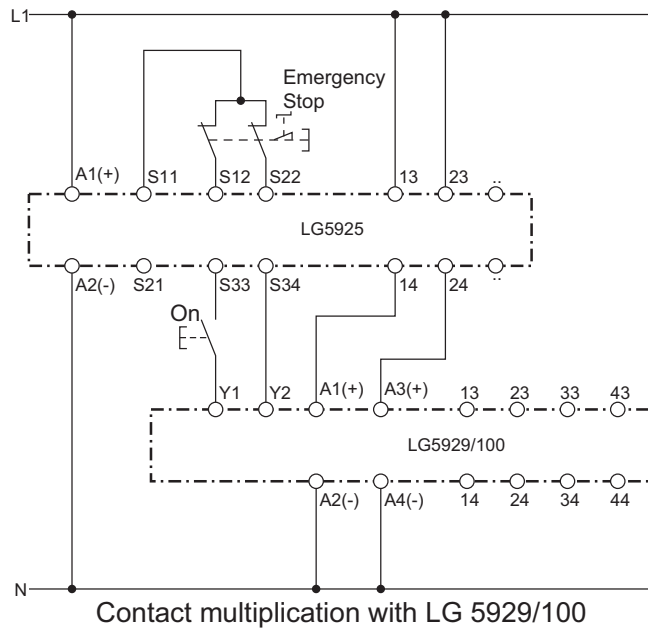 L1
Emergency
Stop
A1(+) S11 S12 S22 13 23 ..
LG5925
A2(-) S21 S33 S34 14 24 ..
On
Y1 Y2 A1(+) A3(+) 13 23 33 43
LG5929/100
A2(-) A4(-) 14 24 34 44
N
Contact multiplication with LG 5929/100